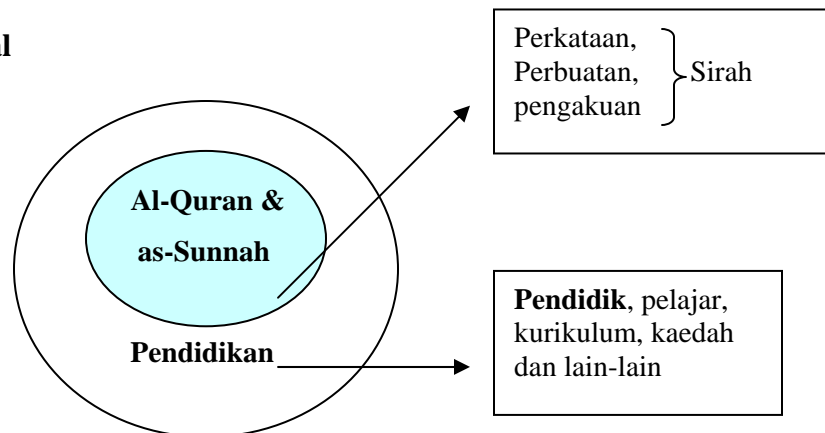 Perkataan,
Perbuatan,
pengakuan
Sirah
Al-Quran &
as-Sunnah
Pendidikan
Pendidik, pelajar,
kurikulum, kaedah
dan lain-lain